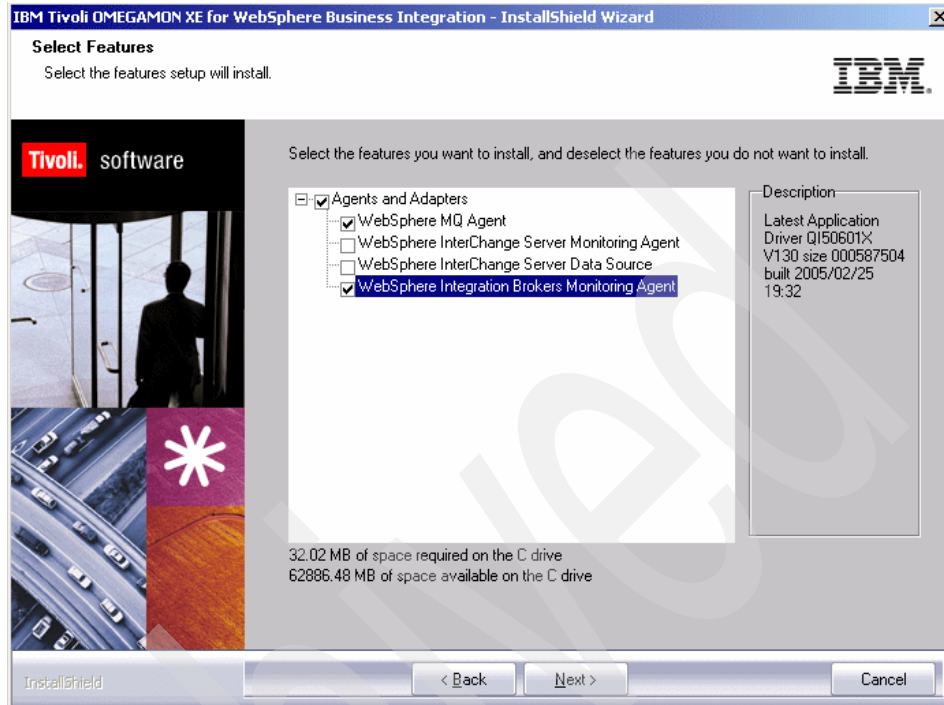 IBM Tivoli OMEGAMON XE for WebSphere Business Integration - InstallShield Wizard
Select Features
Select the features setup will install.
IBM.
Tivoli. software
Select the features you want to install, and deselect the features you do not want to install.
Agents and Adapters
WebSphere MQ Agent
WebSphere InterChange Server Monitoring Agent
WebSphere InterChange Server Data Source
WebSphere Integration Brokers Monitoring Agent
Description
Latest Application
Driver QI50601X
V130 size 000587504
built 2005/02/25
19:32
32.02 MB of space required on the C drive
62886.48 MB of space available on the C drive
InstallShield
< Back
Next >
Cancel